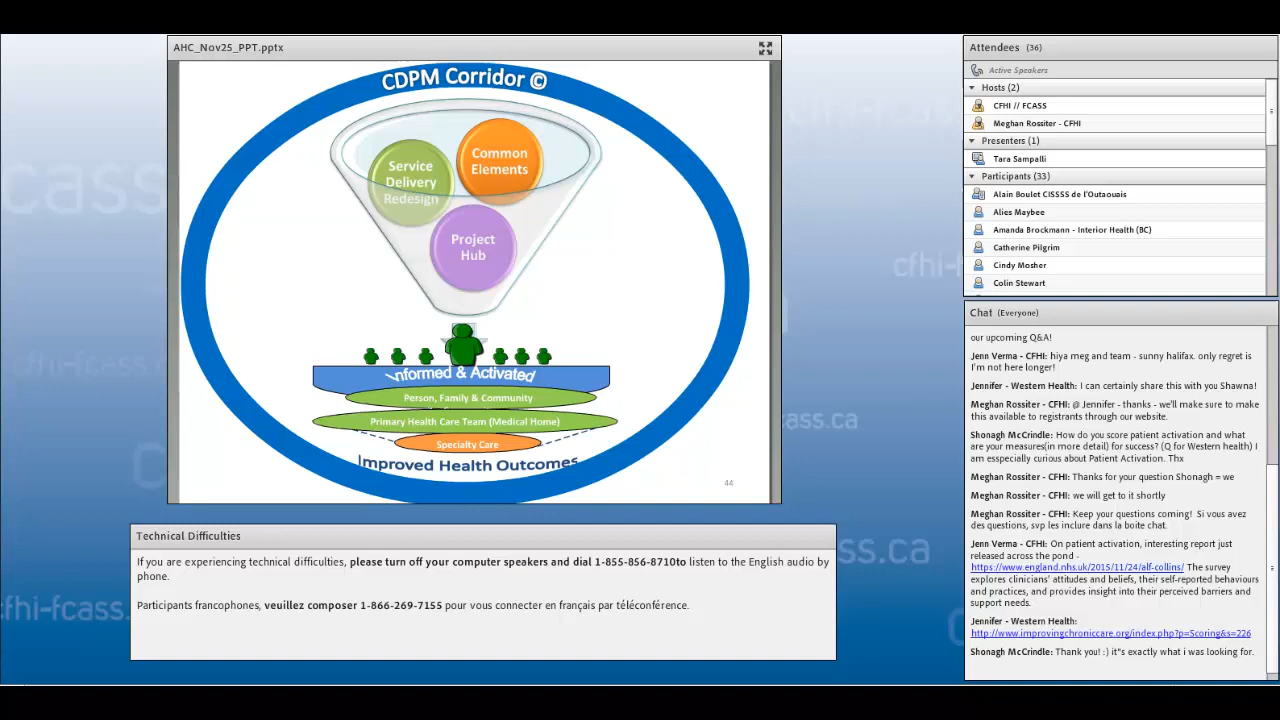 AHC_Nov25_PPT.pptx
CDPM Corridor ©
Common
Elements
Service
Delivery
Redesign
Project
Hub
Informed & Activated
Person, Family & Community
Primary Health Care Team (Medical Home)
Specialty Care
Improved Health Outcomes
44
Technical Difficulties
If you are experiencing technical difficulties, please turn off your computer speakers and dial 1-855-856-8710to listen to the English audio by
phone.
Participants francophones, veuillez composer 1-866-269-7155 pour vous connecter en français par téléconférence.
Attendees (36)
Active Speakers
Hosts (2)
CFHI // FCASS
Meghan Rossiter - CFHI
Presenters (1)
Tara Sampalli
Participants (33)
Alain Boulet CISSSS de l'Outaouais
Alies Maybee
Amanda Brockmann - Interior Health (BC)
Catherine Pilgrim
Cindy Mosher
Colin Stewart
Chat (Everyone)
our upcoming Q&A!
Jenn Verma - CFHI: hiya meg and team - sunny halifax. only regret is
I'm not here longer!
Jennifer - Western Health: I can certainly share this with you Shawna!
Meghan Rossiter - CFHI: @ Jennifer - thanks - we'll make sure to make
this available to registrants through our website.
Shonagh McCrindle: How do you score patient activation and what
are your measures(in more detail) for success? (Q for Western health) I
am esspecially curious about Patient Activation. Thx
Meghan Rossiter - CFHI: Thanks for your question Shonagh = we
Meghan Rossiter - CFHI: we will get to it shortly
Meghan Rossiter - CFHI: Keep your questions coming! Si vous avez
des questions, svp les inclure dans la boite chat.
Jenn Verma - CFHI: On patient activation, interesting report just
released across the pond -
https://www.england.nhs.uk/2015/11/24/alf-collins/ The survey
explores clinicians' attitudes and beliefs, their self-reported behaviours
and practices, and provides insight into their perceived barriers and
support needs.
Jennifer - Western Health:
http://www.improvingchroniccare.org/index.php?p=Scoring&s=226
Shonagh McCrindle: Thank you! :) it"s exactly what i was looking for.
cass
cfhi-f
cfhi-fcass
.ca
cass.ca
cfhi-fcass.